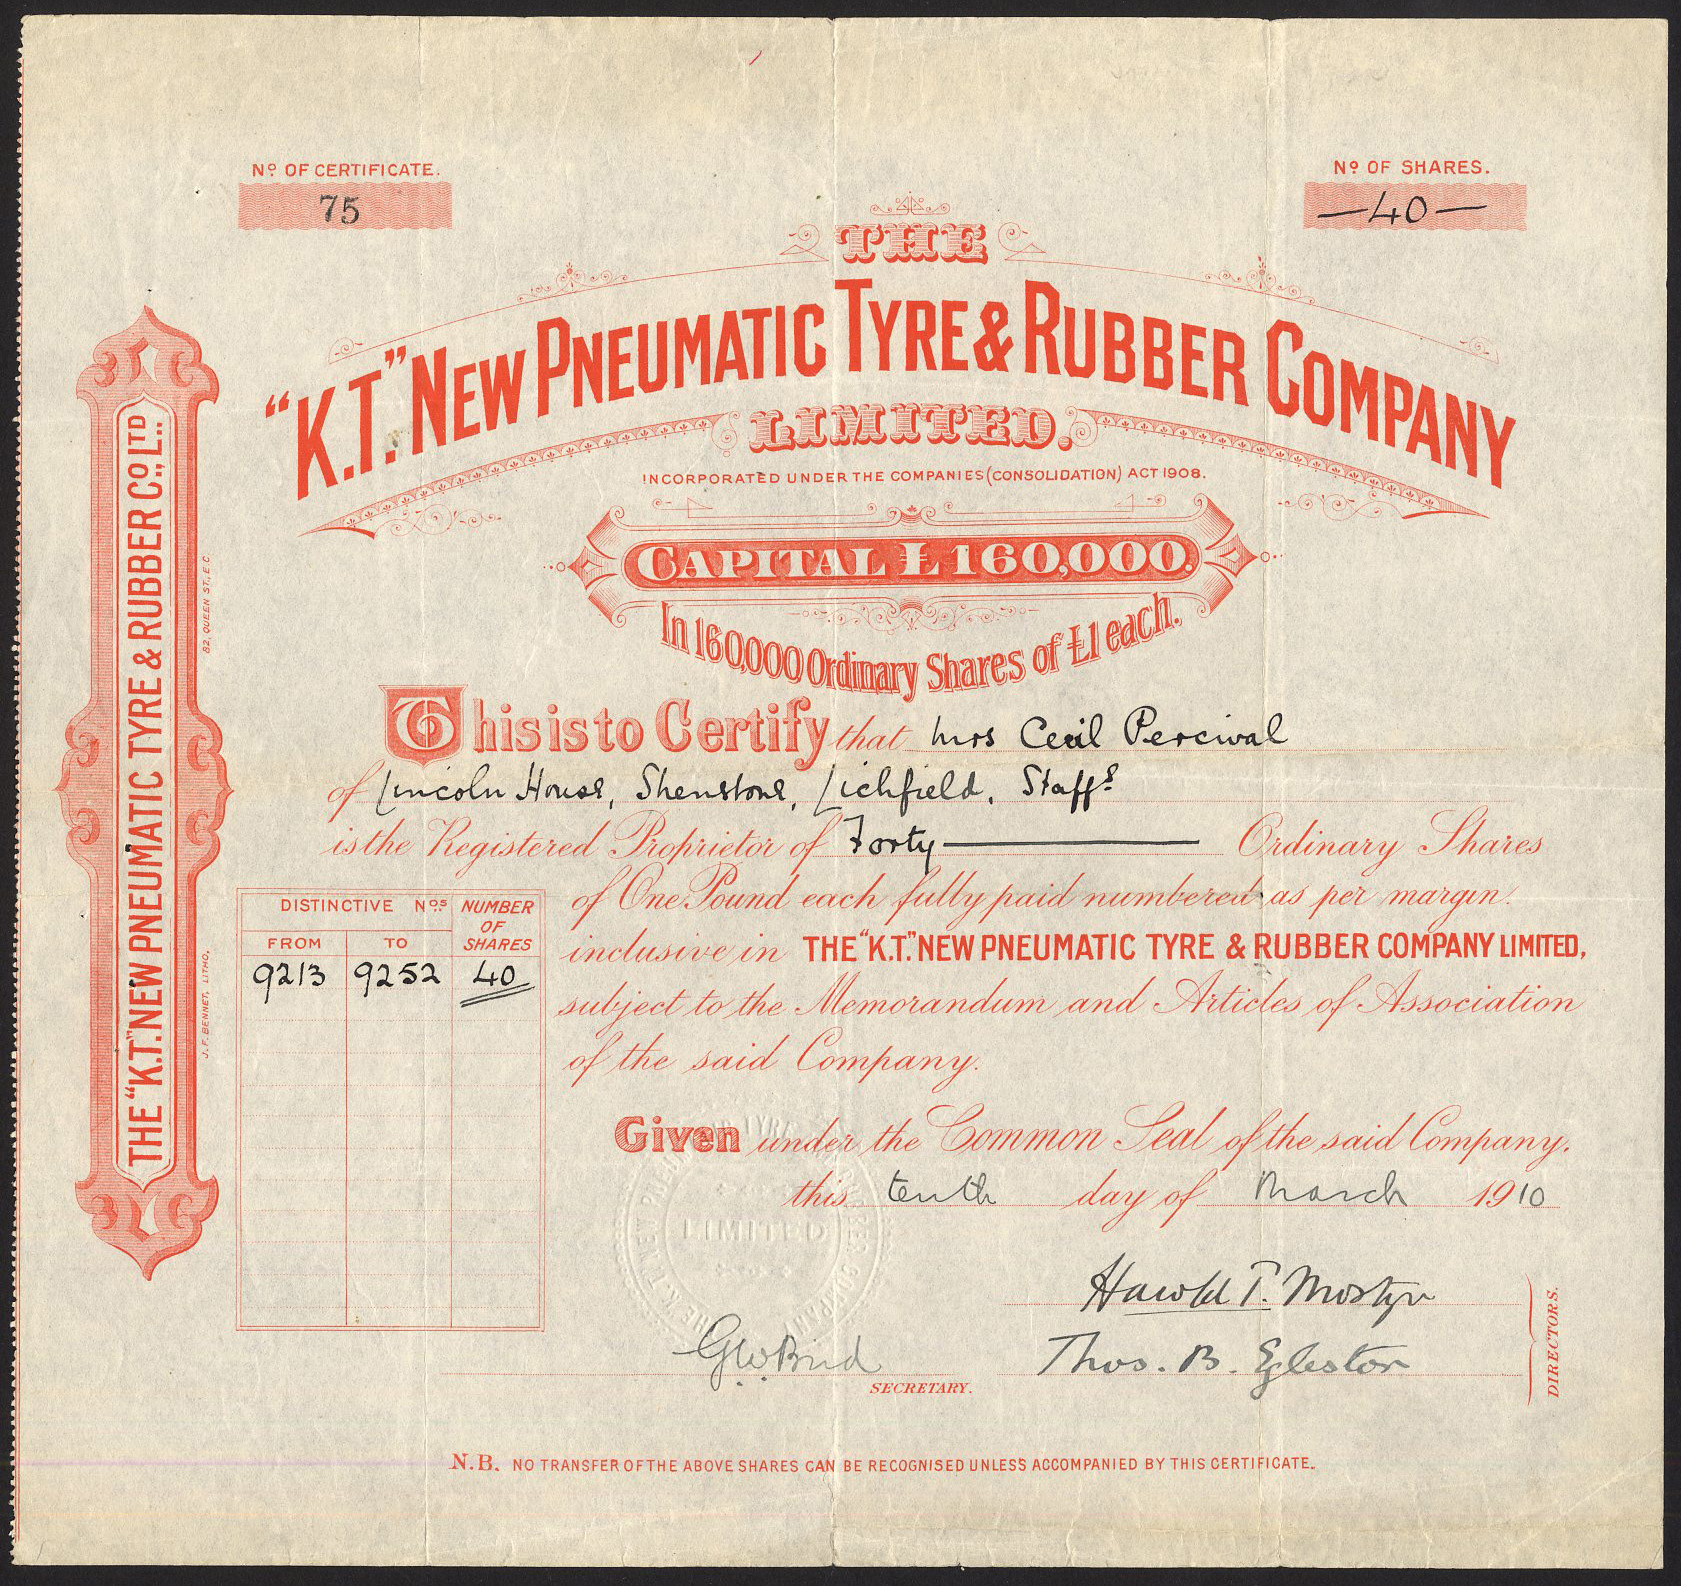 No OF CERTIFICATE.
75
No OF SHARES.
—40—
THE
"K.T." NEW PNEUMATIC TYRE & RUBBER COMPANY
LIMITED.
INCORPORATED UNDER THE COMPANIES (CONSOLIDATION) ACT 1908.
CAPITAL £160,000.
In 160,000 Ordinary Shares of £1 each.
This is to Certify that Mrs Cecil Percival
of Lincoln House, Shenstone, Lichfield, Staffs
is the Registered Proprietor of Forty Ordinary Shares
of One Pound each fully paid numbered as per margin
inclusive in THE "K.T." NEW PNEUMATIC TYRE & RUBBER COMPANY LIMITED,
subject to the Memorandum and Articles of Association
of the said Company.
DISTINCTIVE Nos. NUMBER OF SHARES
FROM TO
9213 9252 40
Given under the Common Seal of the said Company.
this tenth day of March 1910
LIMITED
Harold T. Mostyn
Thos. B. Egleston
DIRECTORS.
G W Bird
SECRETARY.
N.B. NO TRANSFER OF THE ABOVE SHARES CAN BE RECOGNISED UNLESS ACCOMPANIED BY THIS CERTIFICATE.
THE "K.T." NEW PNEUMATIC TYRE & RUBBER CO., LTD.
J. F. BENNET, LITHO, 82, QUEEN ST., E.C